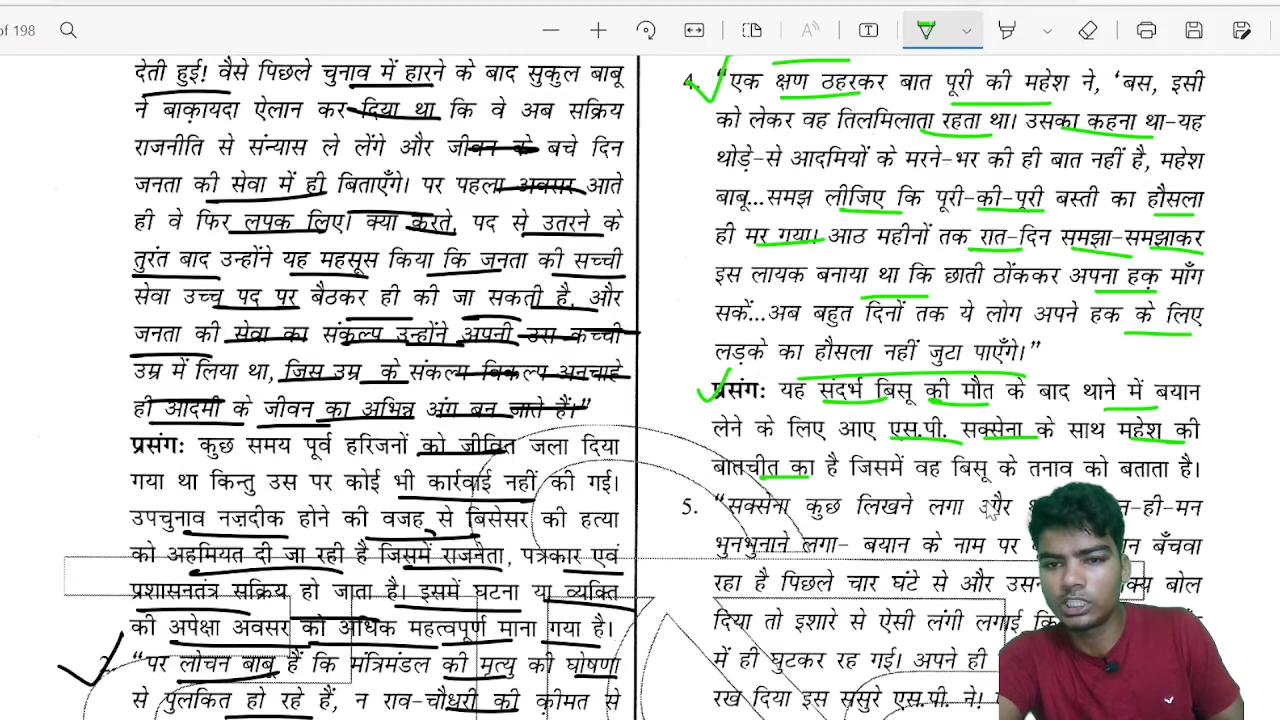 of 198
देती हुई! वैसे पिछले चुनाव में हारने के बाद सुकुल बाबू
ने बाक़ायदा ऐलान कर दिया था कि वे अब सक्रिय
राजनीति से संन्यास ले लेंगे और जीवन के बचे दिन
जनता की सेवा में ही बिताएँगे। पर पहला अवसर आते
ही वे फिर लपक लिए। क्या करते, पद से उतरने के
तुरंत बाद उन्होंने यह महसूस किया कि जनता की सच्ची
सेवा उच्च पद पर बैठकर ही की जा सकती है, और
जनता की सेवा का संकल्प उन्होंने अपनी उस कच्ची
उम्र में लिया था, जिस उम्र के संकल्प विकल्प अनचाहे
ही आदमी के जीवन का अभिन्न अंग बन जाते हैं।”
प्रसंग: कुछ समय पूर्व हरिजनों को जीवित जला दिया
गया था किन्तु उस पर कोई भी कार्रवाई नहीं की गई।
उपचुनाव नज़दीक होने की वजह से बिसेसर की हत्या
को अहमियत दी जा रही है जिसमें राजनेता, पत्रकार एवं
प्रशासनतंत्र सक्रिय हो जाता है। इसमें घटना या व्यक्ति
की अपेक्षा अवसर को अधिक महत्वपूर्ण माना गया है।
“पर लोचन बाबू हैं कि मंत्रिमंडल की मृत्यु की घोषणा
से पुलकित हो रहे हैं, न राव-चौधरी की क़ीमत से
4. “एक क्षण ठहरकर बात पूरी की महेश ने, ‘बस, इसी
को लेकर वह तिलमिलाता रहता था। उसका कहना था-यह
थोड़े-से आदमियों के मरने-भर की ही बात नहीं है, महेश
बाबू...समझ लीजिए कि पूरी-की-पूरी बस्ती का हौसला
ही मर गया। आठ महीनों तक रात-दिन समझा-समझाकर
इस लायक बनाया था कि छाती ठोंककर अपना हक़ माँग
सकें...अब बहुत दिनों तक ये लोग अपने हक के लिए
लड़के का हौसला नहीं जुटा पाएँगे।”
प्रसंग: यह संदर्भ बिसू की मौत के बाद थाने में बयान
लेने के लिए आए एस.पी. सक्सेना के साथ महेश की
बातचीत का है जिसमें वह बिसू के तनाव को बताता है।
5. “सक्सेना कुछ लिखने लगा और न-ही-मन
भुनभुनाने लगा- बयान के नाम पर बँचवा
रहा है पिछले चार घंटे से और बोल
दिया तो इशारे से ऐसी लंगी लगाई
में ही घुटकर रह गई। अपने ही
रख दिया इस ससुरे एस.पी. ने!